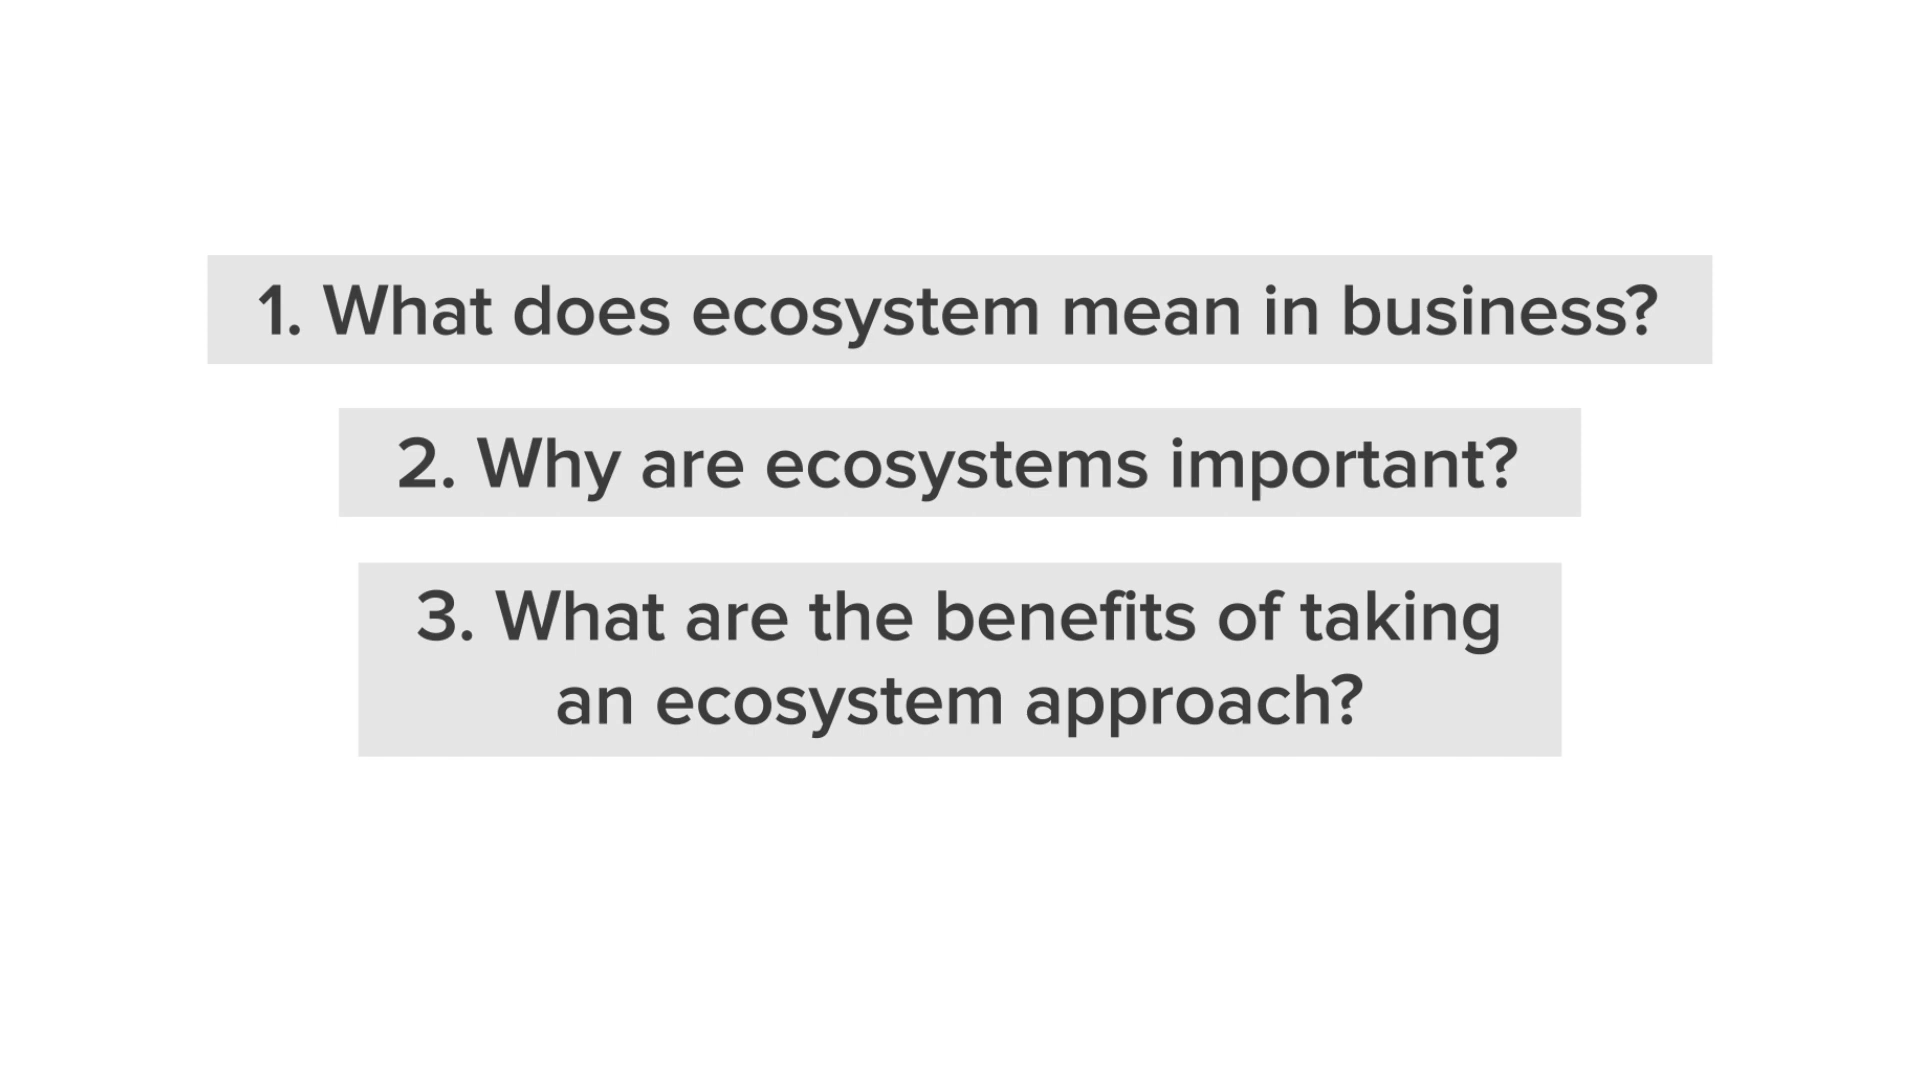 1. What does ecosystem mean in business?
2. Why are ecosystems important?
3. What are the benefits of taking
an ecosystem approach?